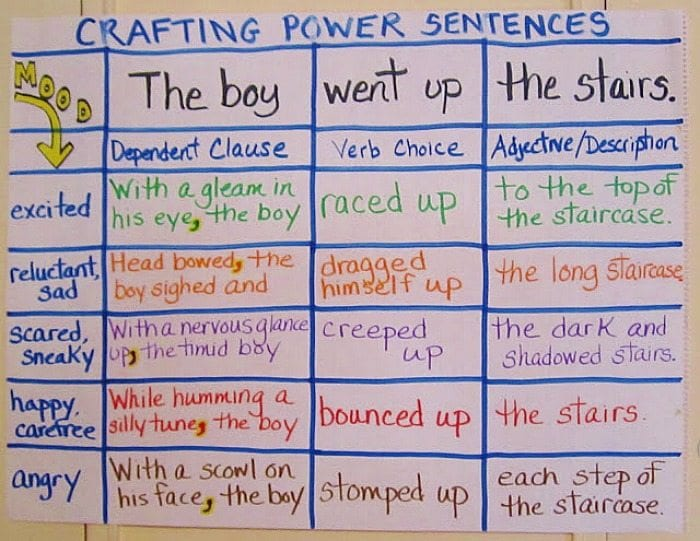 CRAFTING POWER SENTENCES
MOOD
The boy
went up
the stairs.
Dependent Clause
Verb Choice
Adjective/Description
excited
With a gleam in
his eye, the boy
raced up
to the top of
the staircase.
reluctant,
sad
Head bowed, the
boy sighed and
dragged
himself up
the long staircase
scared,
sneaky
With a nervous glance
up, the timid boy
creeped
up
the dark and
shadowed stairs.
happy,
carefree
While humming a
silly tune, the boy
bounced up
the stairs.
angry
With a scowl on
his face, the boy
stomped up
each step of
the staircase.